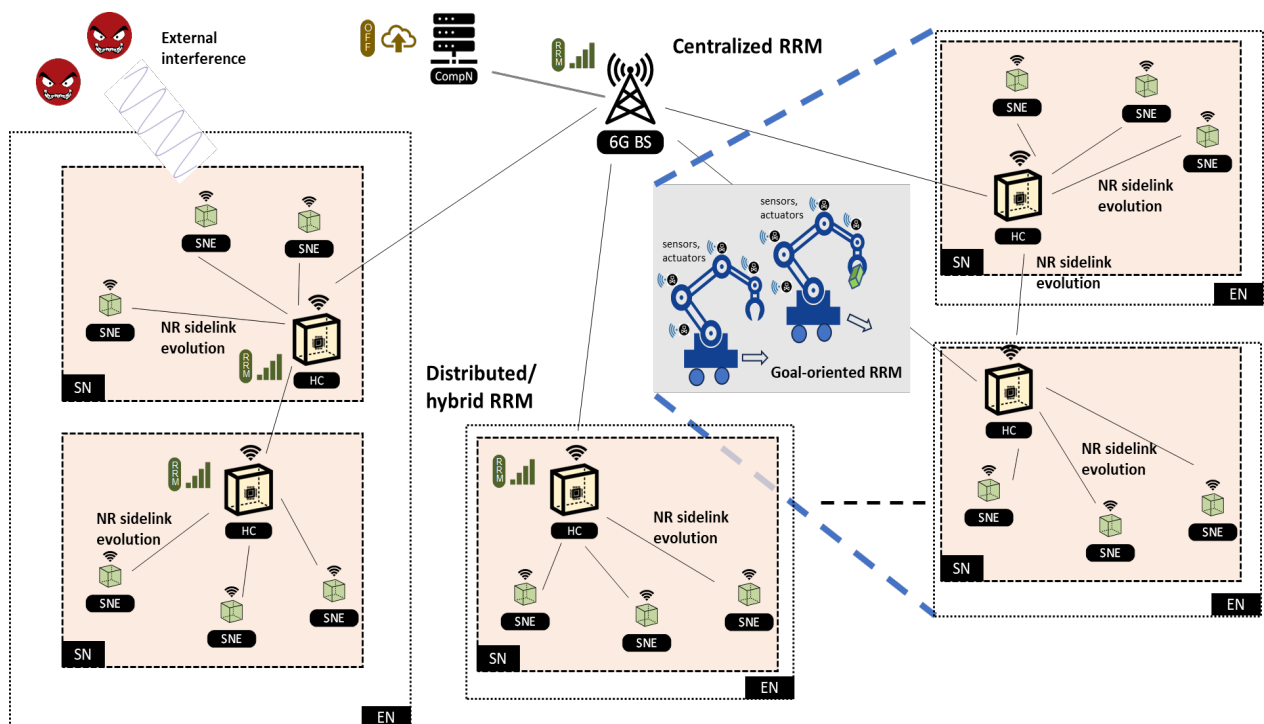 External
interference
OFF
CompN
RRM
6G BS
Centralized RRM
SNE
SNE
SNE
NR sidelink
evolution
HC
SN
NR sidelink
evolution
EN
SNE
SNE
SNE
NR sidelink
evolution
RRM
HC
SN
sensors,
actuators
sensors,
actuators
Goal-oriented RRM
Distributed/
hybrid RRM
RRM
HC
NR sidelink
evolution
SNE
SNE
SNE
SN
EN
RRM
HC
NR sidelink
evolution
SNE
SNE
SNE
SN
EN
HC
NR sidelink
evolution
SNE
SNE
SNE
SN
EN